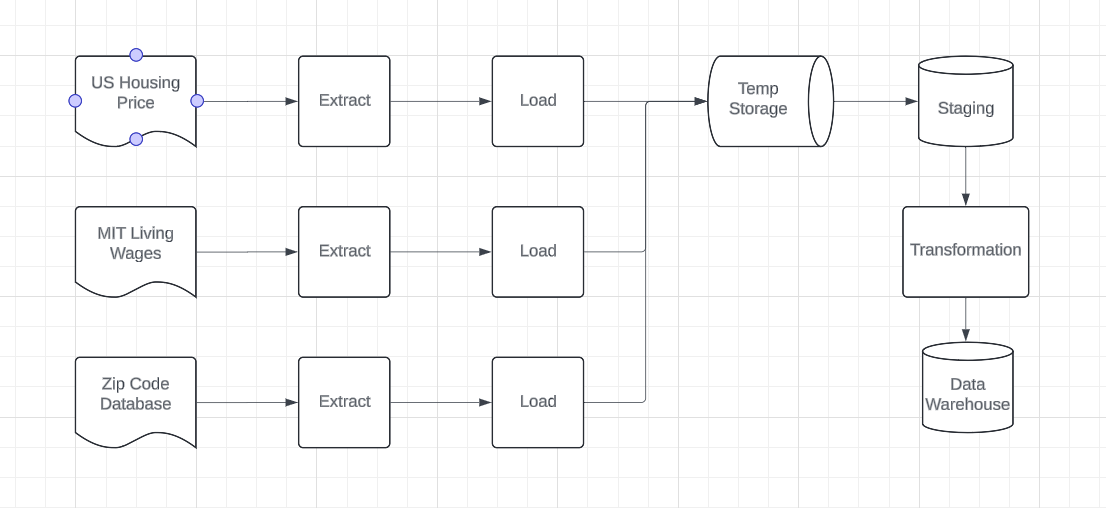 US Housing
Price
Extract
Load
Temp
Storage
Staging
MIT Living
Wages
Extract
Load
Transformation
Zip Code
Database
Extract
Load
Data
Warehouse